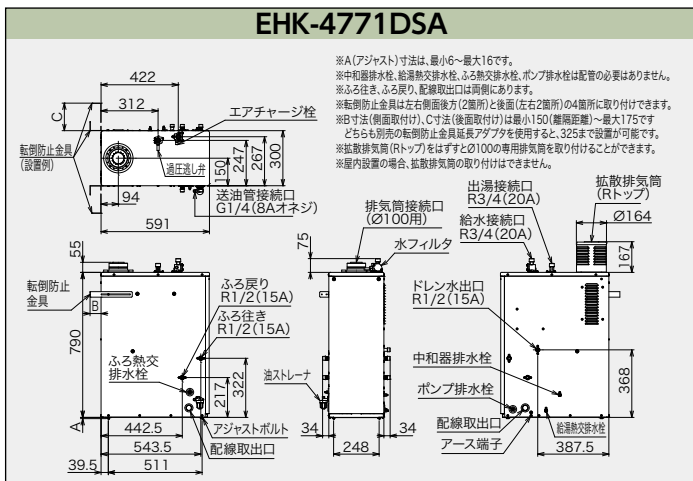 EHK-4771DSA
※A(アジャスト)寸法は、最小6〜最大16です。
※中和器排水栓、給湯熱交排水栓、ふろ熱交排水栓、ポンプ排水栓は配管の必要はありません。
※ふろ往き、ふろ戻り、配線取出口は両側にあります。
※転倒防止金具は左右側面後方(2箇所)と後面(左右2箇所)の4箇所に取り付けできます。
※B寸法(側面取付け)、C寸法(後面取付け)は最小150(離隔距離)〜最大175です
どちらも別売の転倒防止金具延長アダプタを使用すると、325まで設置が可能です。
※拡散排気筒(Rトップ)をはずすとØ100の専用排気筒を取り付けることができます。
※屋内設置の場合、拡散排気筒の取り付けはできません。
422
312
エアチャージ栓
C
転倒防止金具
(設置例)
過圧逃し弁
150
247
267
300
94
送油管接続口
G1/4(8Aオネジ)
591
55
転倒防止
金具
B
790
A
ふろ戻り
R1/2(15A)
ふろ往き
R1/2(15A)
ふろ熱交
排水栓
217
322
442.5
アジャストボルト
543.5
配線取出口
39.5
511
75
排気筒接続口
(Ø100用)
水フィルタ
油ストレーナ
34
34
248
出湯接続口
R3/4(20A)
給水接続口
R3/4(20A)
拡散排気筒
(Rトップ)
Ø164
167
ドレン水出口
R1/2(15A)
中和器排水栓
ポンプ排水栓
368
配線取出口
アース端子
給湯熱交排水栓
387.5